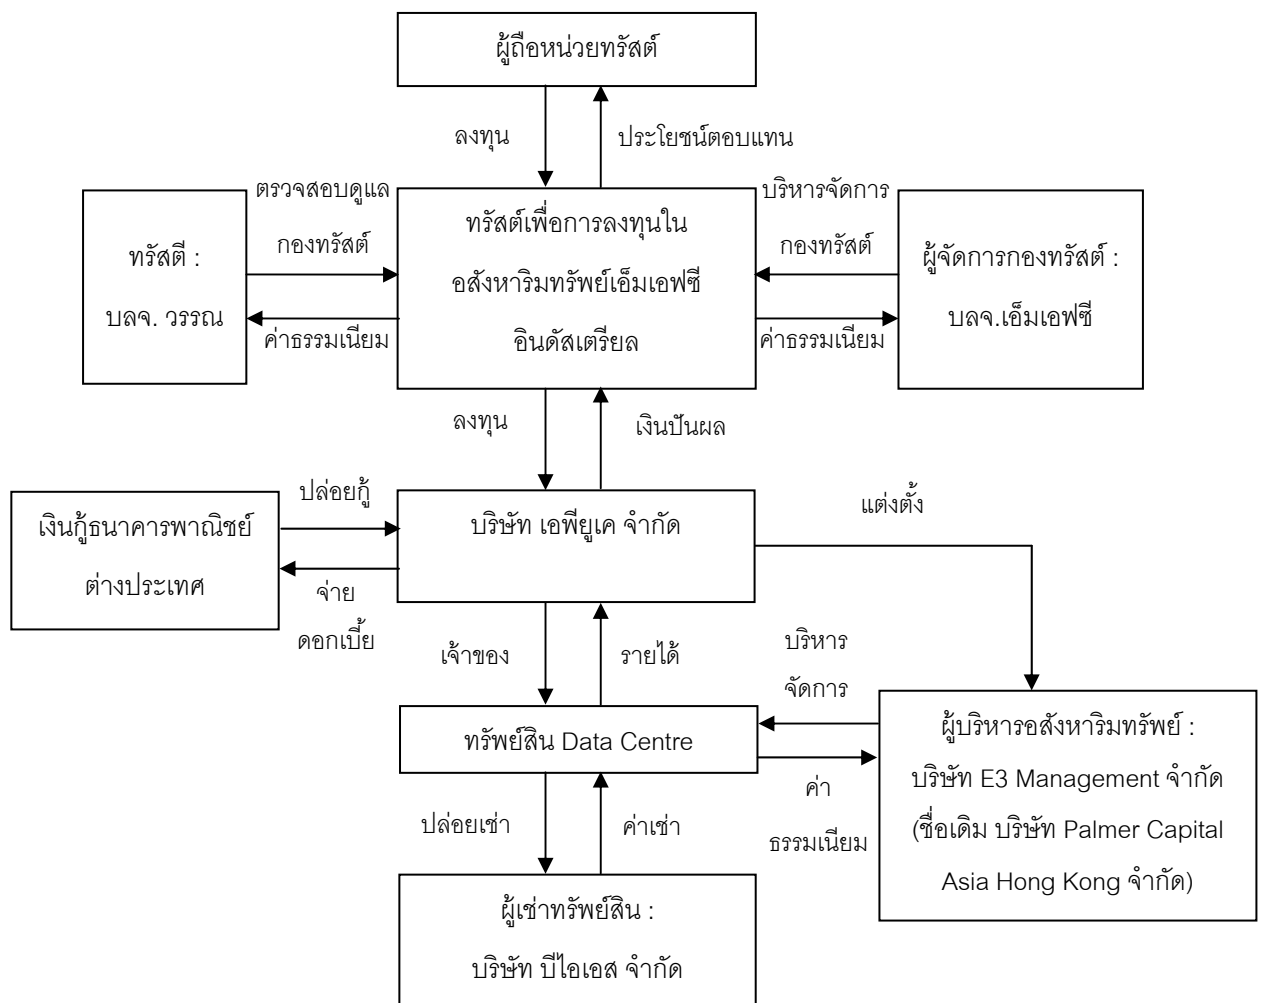 ผู้ถือหน่วยทรัสต์
ลงทุน
ประโยชน์ตอบแทน
ทรัสตี :
บลจ. วรรณ
ตรวจสอบดูแล
กองทรัสต์
ค่าธรรมเนียม
ทรัสต์เพื่อการลงทุนใน
อสังหาริมทรัพย์เอ็มเอฟซี
อินดัสเตรียล
บริหารจัดการ
กองทรัสต์
ค่าธรรมเนียม
ผู้จัดการกองทรัสต์ :
บลจ.เอ็มเอฟซี
ลงทุน
เงินปันผล
เงินกู้ธนาคารพาณิชย์
ต่างประเทศ
ปล่อยกู้
จ่าย
ดอกเบี้ย
บริษัท เอพียูเค จำกัด
แต่งตั้ง
เจ้าของ
รายได้
บริหาร
จัดการ
ทรัพย์สิน Data Centre
ค่า
ธรรมเนียม
ผู้บริหารอสังหาริมทรัพย์ :
บริษัท E3 Management จำกัด
(ชื่อเดิม บริษัท Palmer Capital
Asia Hong Kong จำกัด)
ปล่อยเช่า
ค่าเช่า
ผู้เช่าทรัพย์สิน :
บริษัท บีไอเอส จำกัด